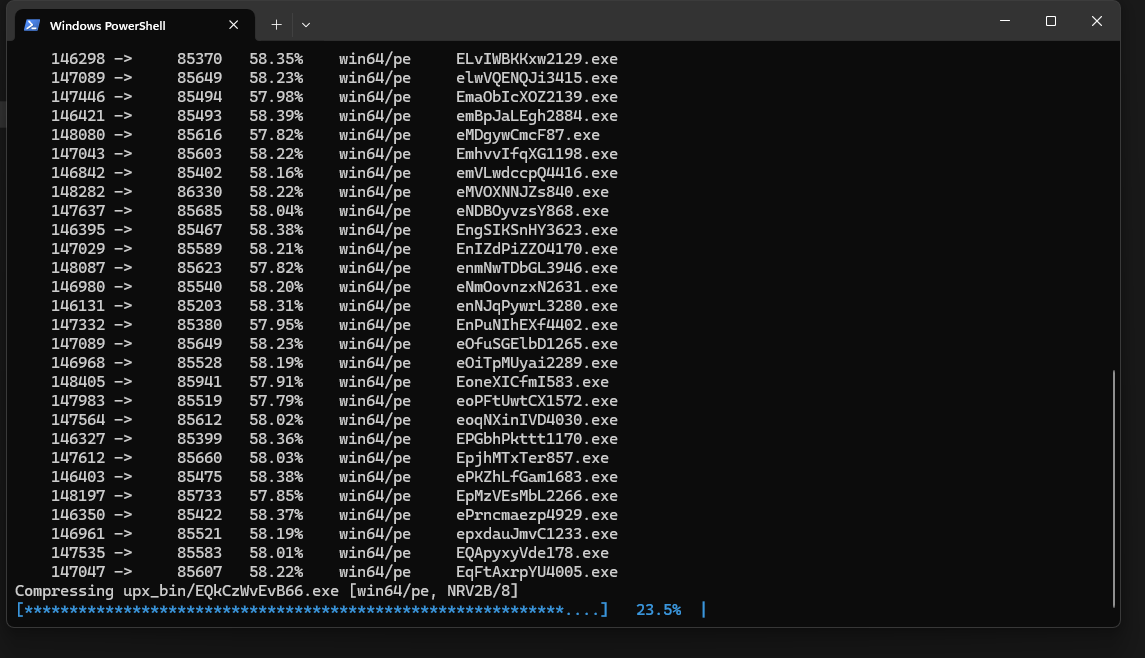 Windows PowerShell
146298 -> 85370 58.35% win64/pe ELvIWBKKxw2129.exe
147089 -> 85649 58.23% win64/pe elwVQENQJi3415.exe
147446 -> 85494 57.98% win64/pe EmaObIcXOZ2139.exe
146421 -> 85493 58.39% win64/pe emBpJaLEgh2884.exe
148080 -> 85616 57.82% win64/pe eMDgywCmcF87.exe
147043 -> 85603 58.22% win64/pe EmhvvIfqXG1198.exe
146842 -> 85402 58.16% win64/pe emVLwdccpQ4416.exe
148282 -> 86330 58.22% win64/pe eMVOXNNJZs840.exe
147637 -> 85685 58.04% win64/pe eNDBOyvzsY868.exe
146395 -> 85467 58.38% win64/pe EngSIKSnHY3623.exe
147029 -> 85589 58.21% win64/pe EnIZdPiZZO4170.exe
148087 -> 85623 57.82% win64/pe enmNwTDbGL3946.exe
146980 -> 85540 58.20% win64/pe eNmOovnzxN2631.exe
146131 -> 85203 58.31% win64/pe enNJqPywrL3280.exe
147332 -> 85380 57.95% win64/pe EnPuNIhEXf4402.exe
147089 -> 85649 58.23% win64/pe eOfuSGElbD1265.exe
146968 -> 85528 58.19% win64/pe eOiTpMUyai2289.exe
148405 -> 85941 57.91% win64/pe EoneXICfmI583.exe
147983 -> 85519 57.79% win64/pe eoPFtUwtCX1572.exe
147564 -> 85612 58.02% win64/pe eoqNXinIVD4030.exe
146327 -> 85399 58.36% win64/pe EPGbhPkttt1170.exe
147612 -> 85660 58.03% win64/pe EpjhMTxTer857.exe
146403 -> 85475 58.38% win64/pe ePKZhLfGam1683.exe
148197 -> 85733 57.85% win64/pe EpMzVEsMbL2266.exe
146350 -> 85422 58.37% win64/pe ePrncmaezp4929.exe
146961 -> 85521 58.19% win64/pe epxdauJmvC1233.exe
147535 -> 85583 58.01% win64/pe EQApyxyVde178.exe
147047 -> 85607 58.22% win64/pe EqFtAxrpYU4005.exe
Compressing upx_bin/EQkCzWvEvB66.exe [win64/pe, NRV2B/8]
[************************************************************....] 23.5% |